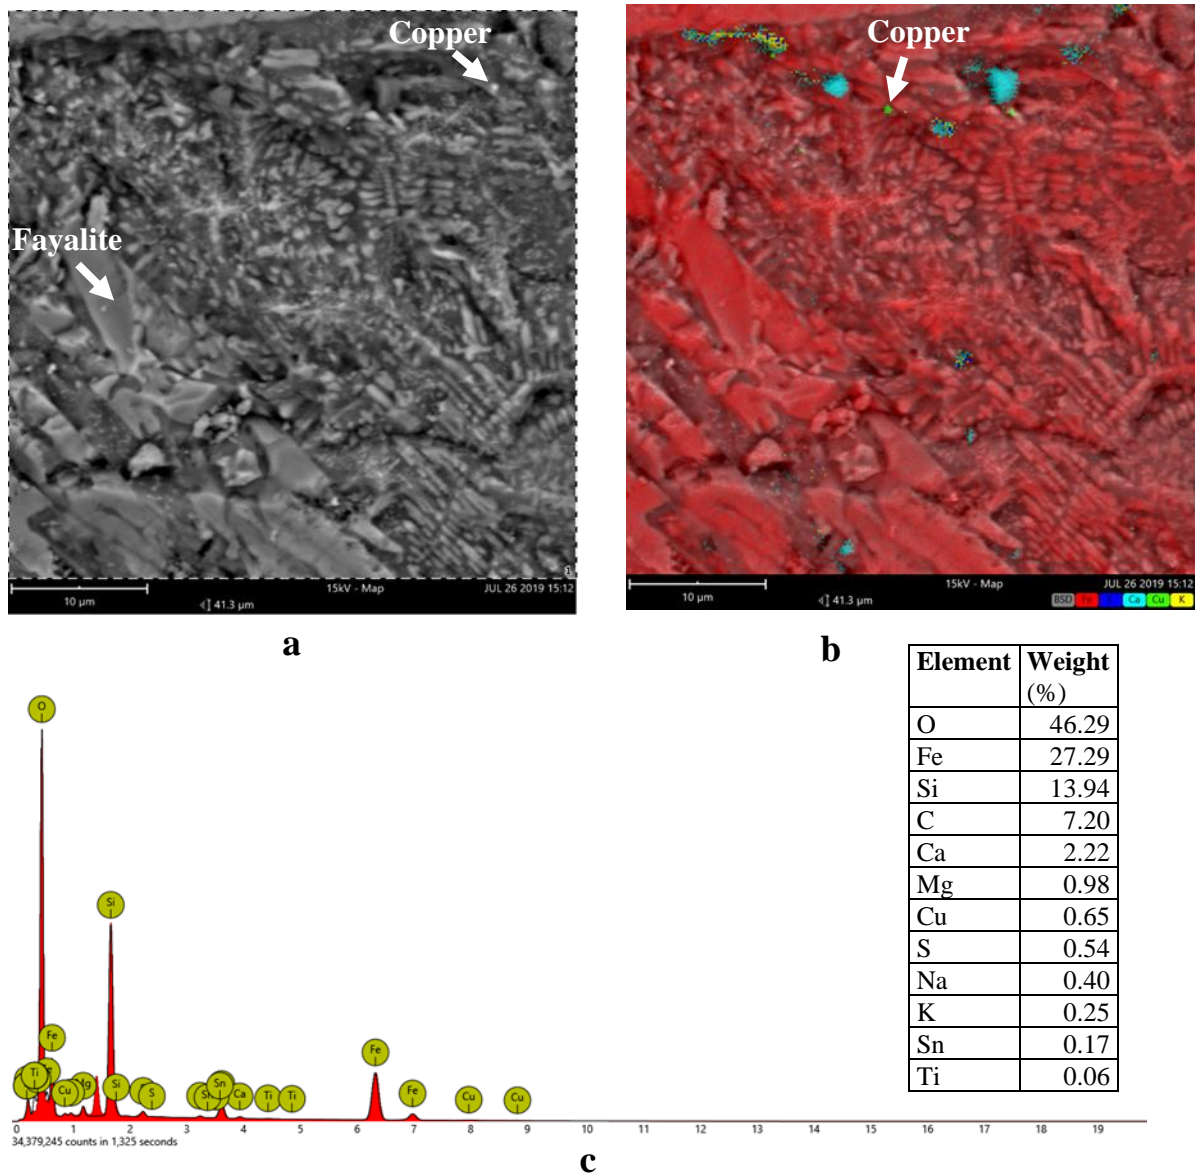 Copper
Fayalite
1
10 µm
15kV - Map
JUL 26 2019 15:12
41.3 µm
a
Copper
10 µm
15kV - Map
JUL 26 2019 15:12
41.3 µm
BSD Fe Ca Cu K
b
Element Weight (%)
O 46.29
Fe 27.29
Si 13.94
C 7.20
Ca 2.22
Mg 0.98
Cu 0.65
S 0.54
Na 0.40
K 0.25
Sn 0.17
Ti 0.06
O
Si
Fe
Ti
Cu
Mg
Si
S
Sn
Ca
Ti
Ti
Fe
Fe
Cu
Cu
0 1 2 3 4 5 6 7 8 9 10 11 12 13 14 15 16 17 18 19
34,379,245 counts in 1,325 seconds
c